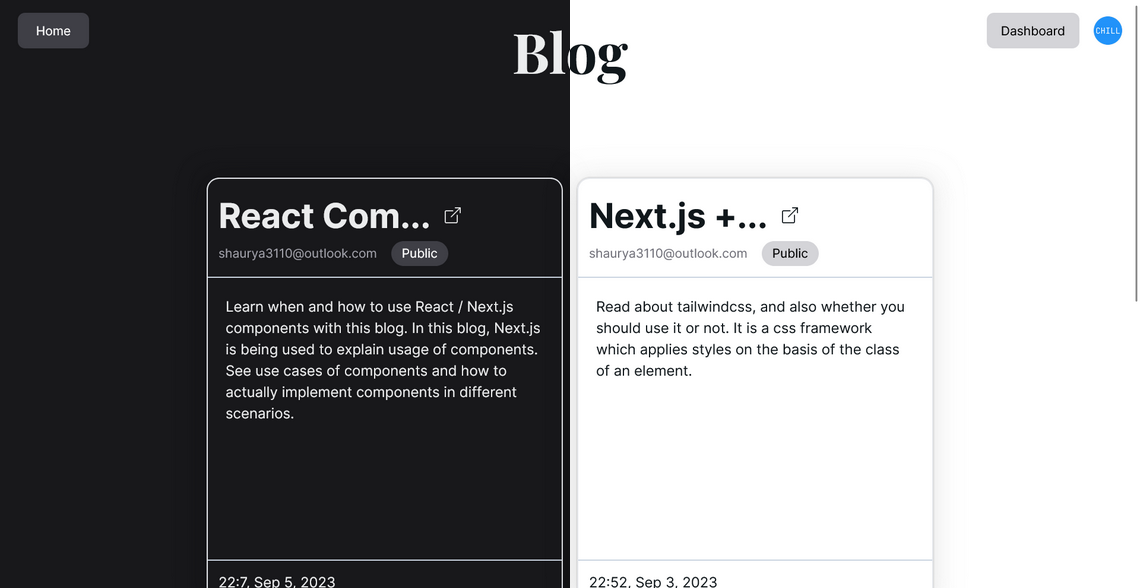 Home
Blog
Dashboard
CHILL
React Com...
shaurya3110@outlook.com
Public
Learn when and how to use React / Next.js
components with this blog. In this blog, Next.js
is being used to explain usage of components.
See use cases of components and how to
actually implement components in different
scenarios.
22:7, Sep 5, 2023
Next.js +...
shaurya3110@outlook.com
Public
Read about tailwindcss, and also whether you
should use it or not. It is a css framework
which applies styles on the basis of the class
of an element.
22:52, Sep 3, 2023